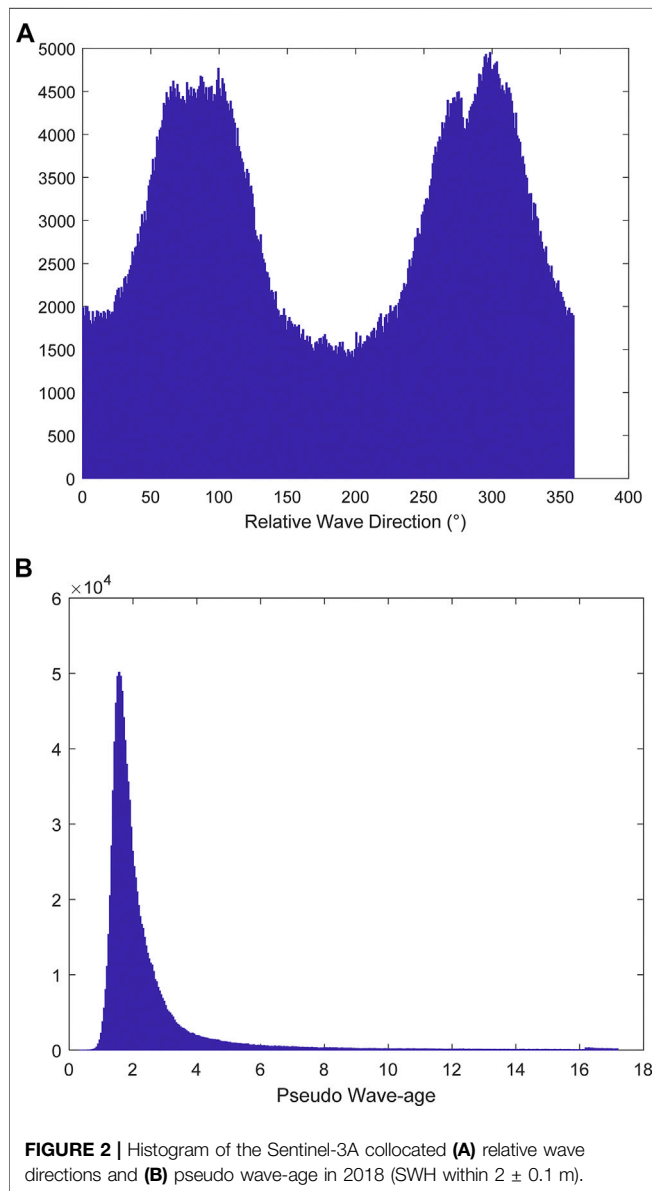 A
5000
4500
4000
3500
3000
2500
2000
1500
1000
500
0
0 50 100 150 200 250 300 350 400
Relative Wave Direction (°)
B
×10⁴
6
5
4
3
2
1
0
0 2 4 6 8 10 12 14 16 18
Pseudo Wave-age
FIGURE 2 | Histogram of the Sentinel-3A collocated (A) relative wave
directions and (B) pseudo wave-age in 2018 (SWH within 2 ± 0.1 m).